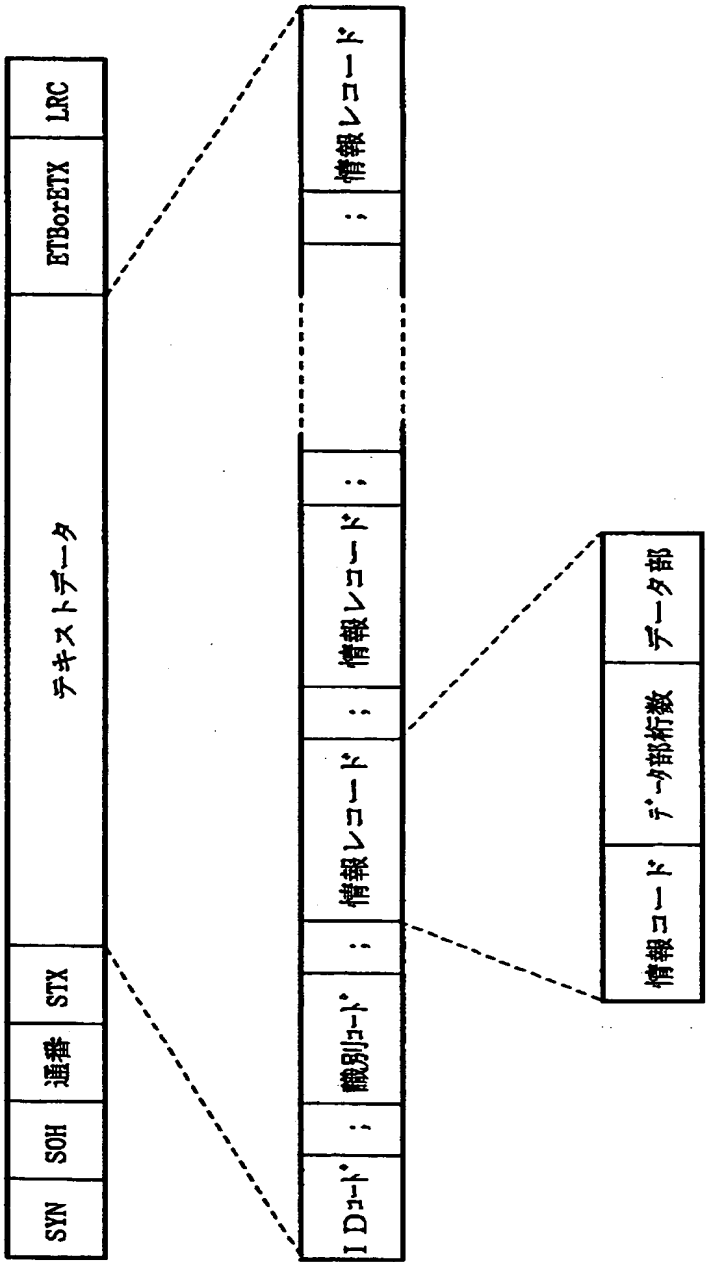 SYN SOH 通番 STX テキストデータ ETBorETX LRC
IDコード ; 識別コード ; 情報レコード ; 情報レコード ; ; 情報レコード
情報コード データ部桁数 データ部